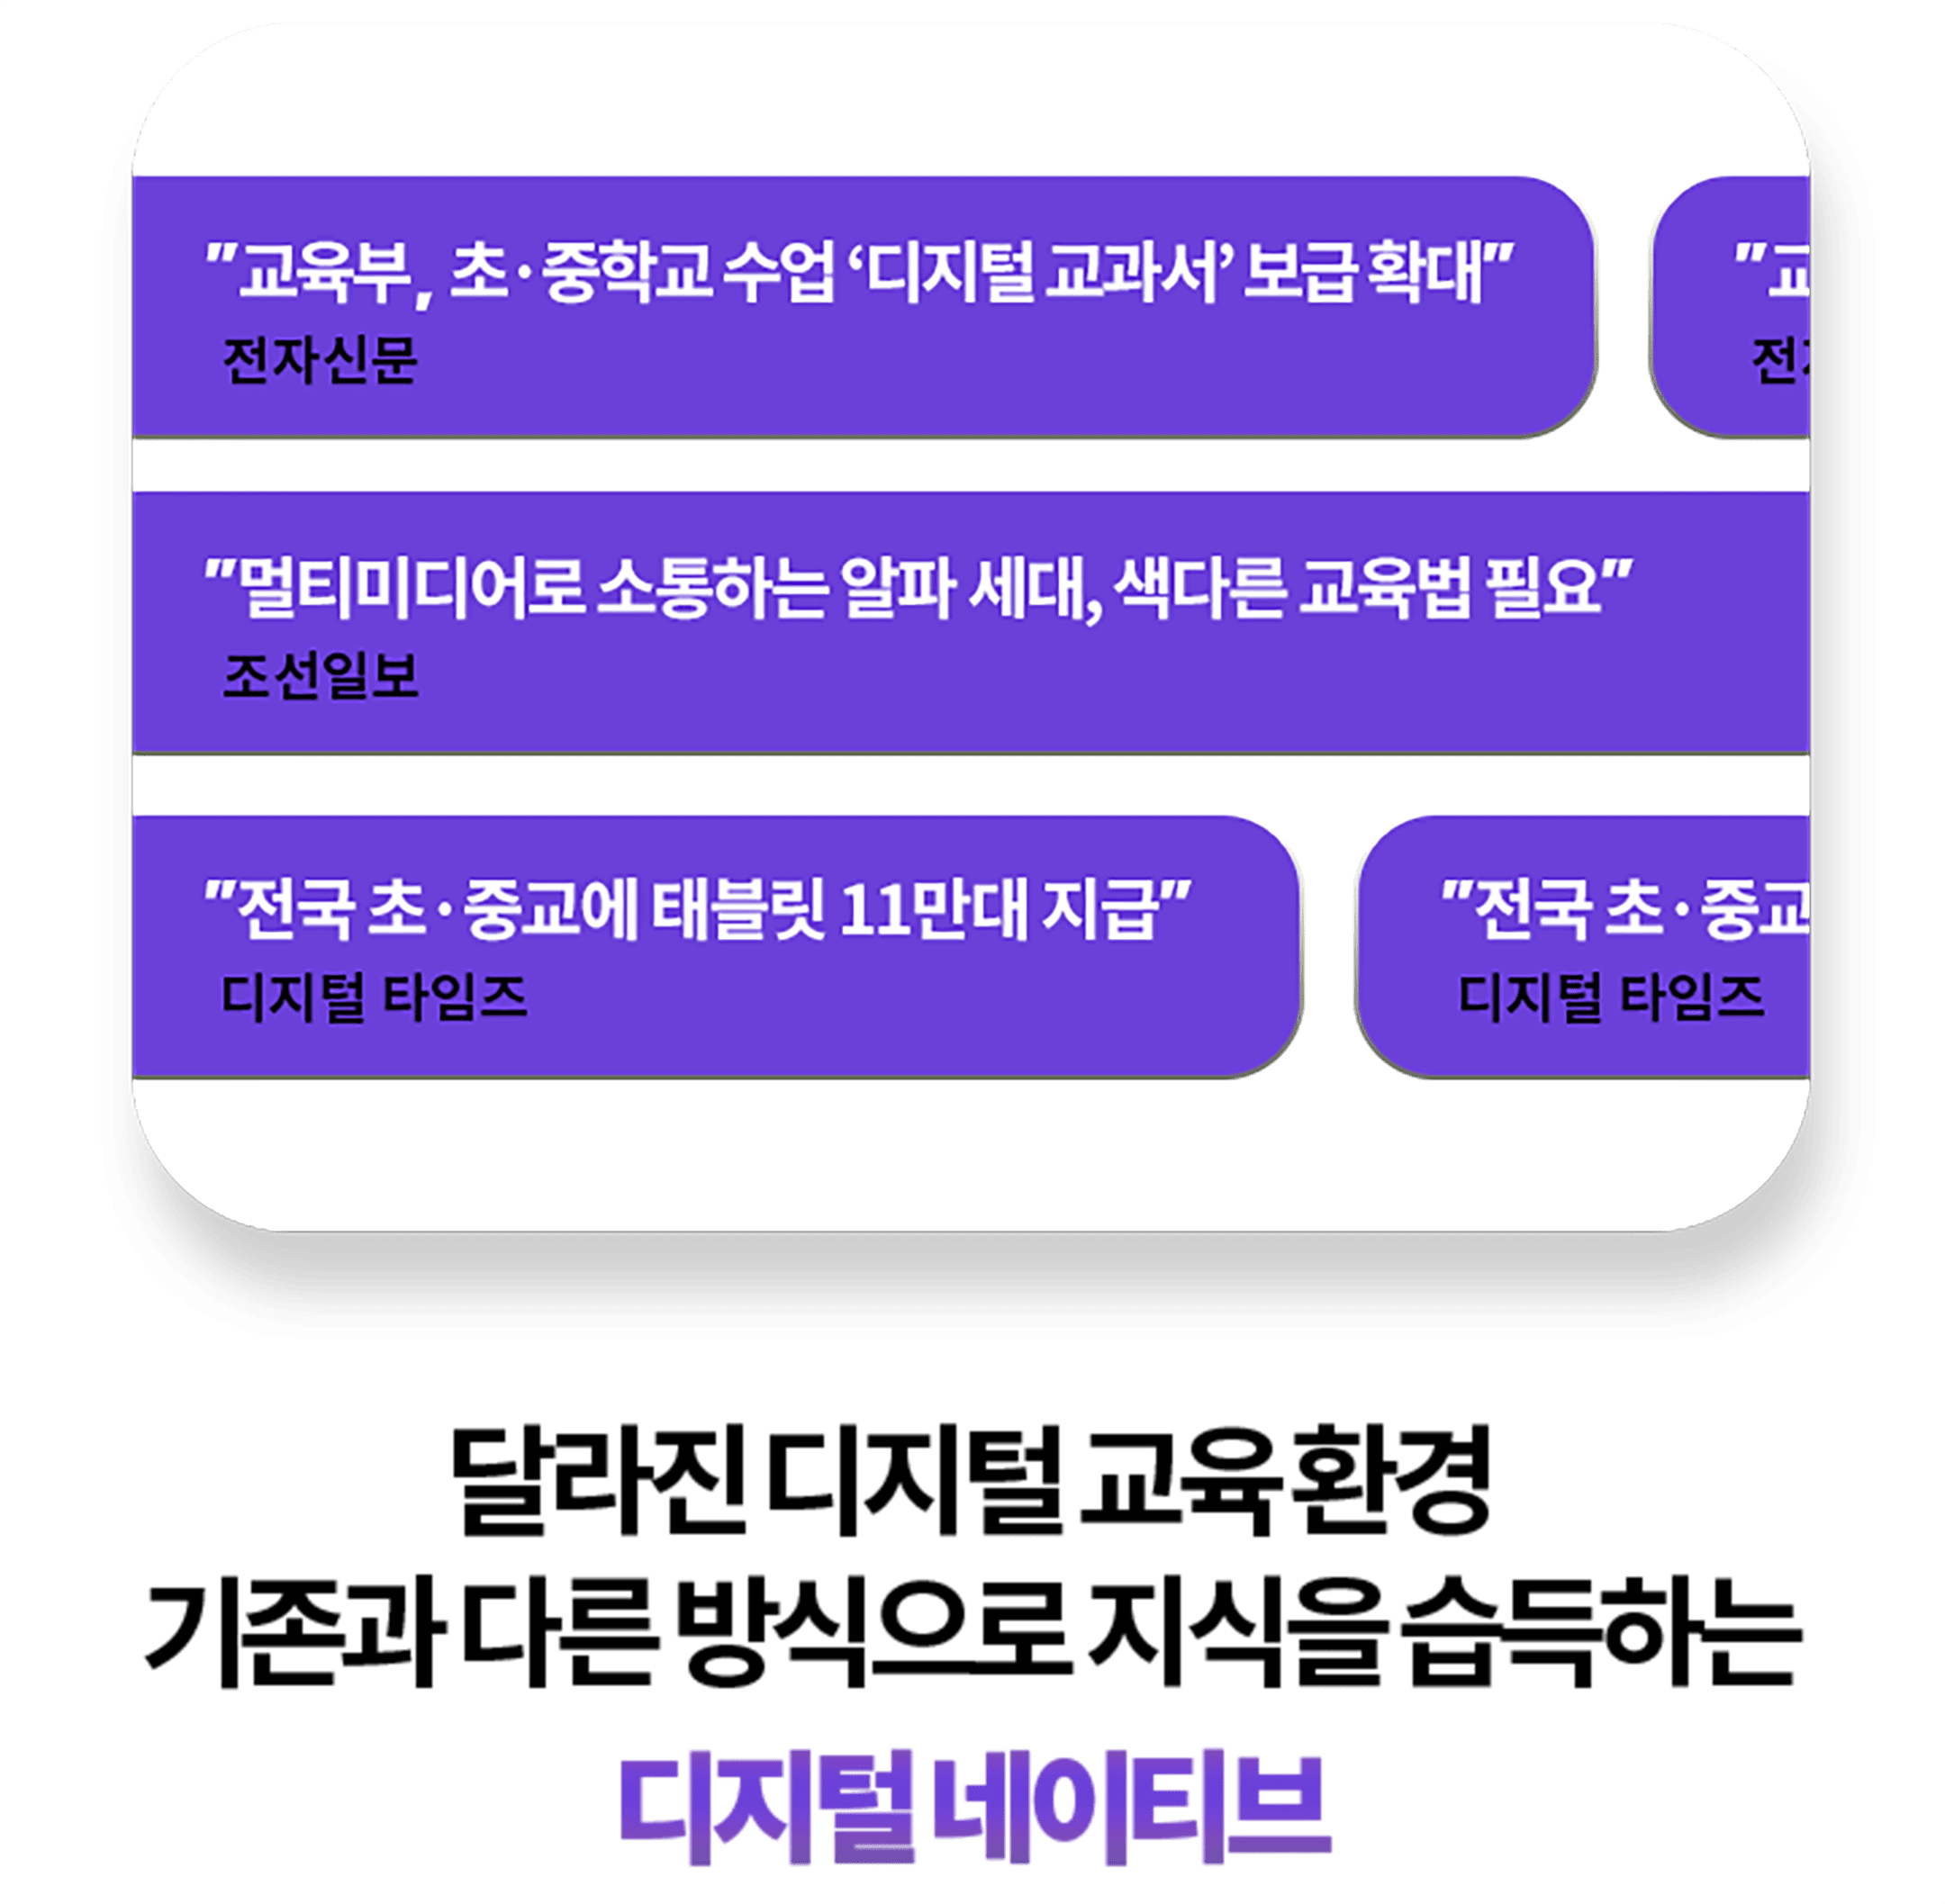 "교육부, 초·중학교 수업 ‘디지털 교과서’ 보급 확대"
전자신문
"교
전
"멀티미디어로 소통하는 알파 세대, 색다른 교육법 필요"
조선일보
"전국 초·중교에 태블릿 11만대 지급"
디지털 타임즈
"전국 초·중교
디지털 타임즈
달라진 디지털 교육 환경
기존과 다른 방식으로 지식을 습득하는
디지털 네이티브